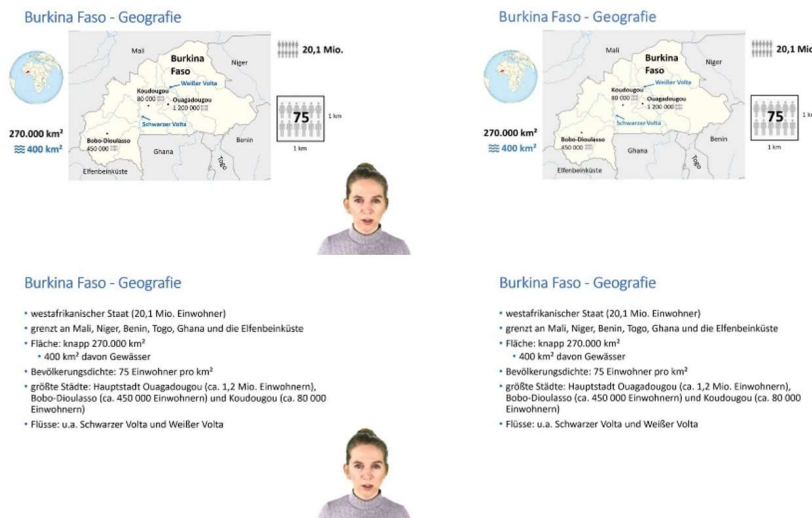 Burkina Faso - Geografie
Mali
Burkina
Faso
Niger
20,1 Mio.
Weißer Volta
Koudougou
80 000
Ouagadougou
1 200 000
Schwarzer Volta
75
1 km
1 km
270.000 km²
400 km²
Bobo-Dioulasso
450 000
Ghana
Togo
Benin
Elfenbeinküste
Burkina Faso - Geografie
Mali
Burkina
Faso
Niger
20,1 Mio
Weißer Volta
Koudougou
80 000
Ouagadougou
1 200 000
Schwarzer Volta
75
1 km
270.000 km²
400 km²
Bobo-Dioulasso
450 000
Ghana
Togo
Benin
Elfenbeinküste
Burkina Faso - Geografie
• westafrikanischer Staat (20,1 Mio. Einwohner)
• grenzt an Mali, Niger, Benin, Togo, Ghana und die Elfenbeinküste
• Fläche: knapp 270.000 km²
• 400 km² davon Gewässer
• Bevölkerungsdichte: 75 Einwohner pro km²
• größte Städte: Hauptstadt Ouagadougou (ca. 1,2 Mio. Einwohnern),
Bobo-Dioulasso (ca. 450 000 Einwohnern) und Koudougou (ca. 80 000
Einwohnern)
• Flüsse: u.a. Schwarzer Volta und Weißer Volta
Burkina Faso - Geografie
• westafrikanischer Staat (20,1 Mio. Einwohner)
• grenzt an Mali, Niger, Benin, Togo, Ghana und die Elfenbeinküste
• Fläche: knapp 270.000 km²
• 400 km² davon Gewässer
• Bevölkerungsdichte: 75 Einwohner pro km²
• größte Städte: Hauptstadt Ouagadougou (ca. 1,2 Mio. Einwohnern),
Bobo-Dioulasso (ca. 450 000 Einwohnern) und Koudougou (ca. 80 000
Einwohnern)
• Flüsse: u.a. Schwarzer Volta und Weißer Volta